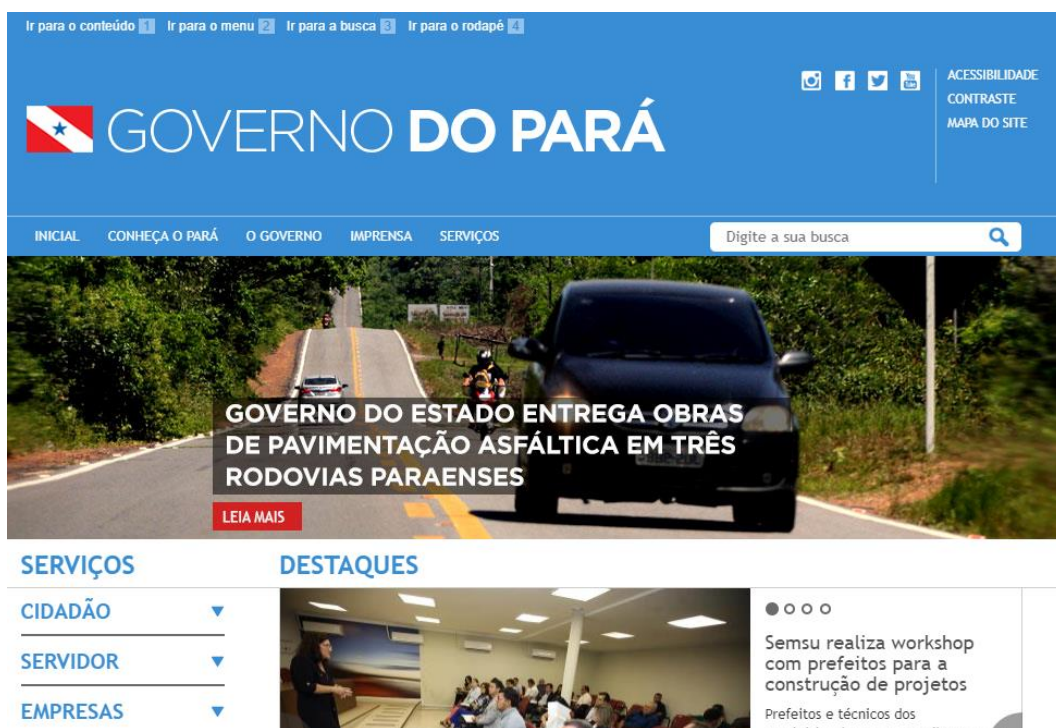 Ir para o conteúdo 1 Ir para o menu 2 Ir para a busca 3 Ir para o rodapé 4
ACESSIBILIDADE
CONTRASTE
MAPA DO SITE
GOVERNO DO PARÁ
INICIAL CONHEÇA O PARÁ O GOVERNO IMPRENSA SERVIÇOS
Digite a sua busca
GOVERNO DO ESTADO ENTREGA OBRAS
DE PAVIMENTAÇÃO ASFÁLTICA EM TRÊS
RODOVIAS PARAENSES
LEIA MAIS
SERVIÇOS
CIDADÃO
SERVIDOR
EMPRESAS
DESTAQUES
Semsu realiza workshop
com prefeitos para a
construção de projetos
Prefeitos e técnicos dos